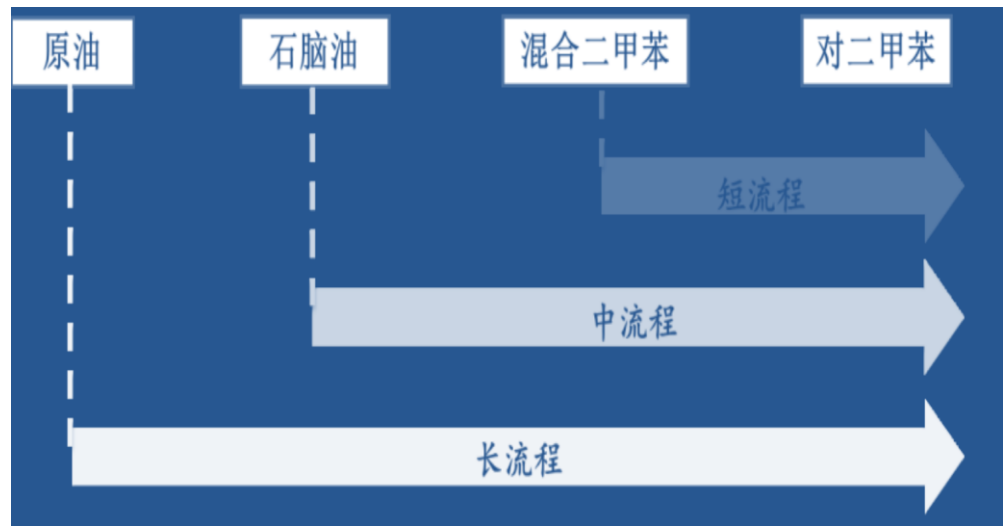 原油
石脑油
混合二甲苯
对二甲苯
短流程
中流程
长流程